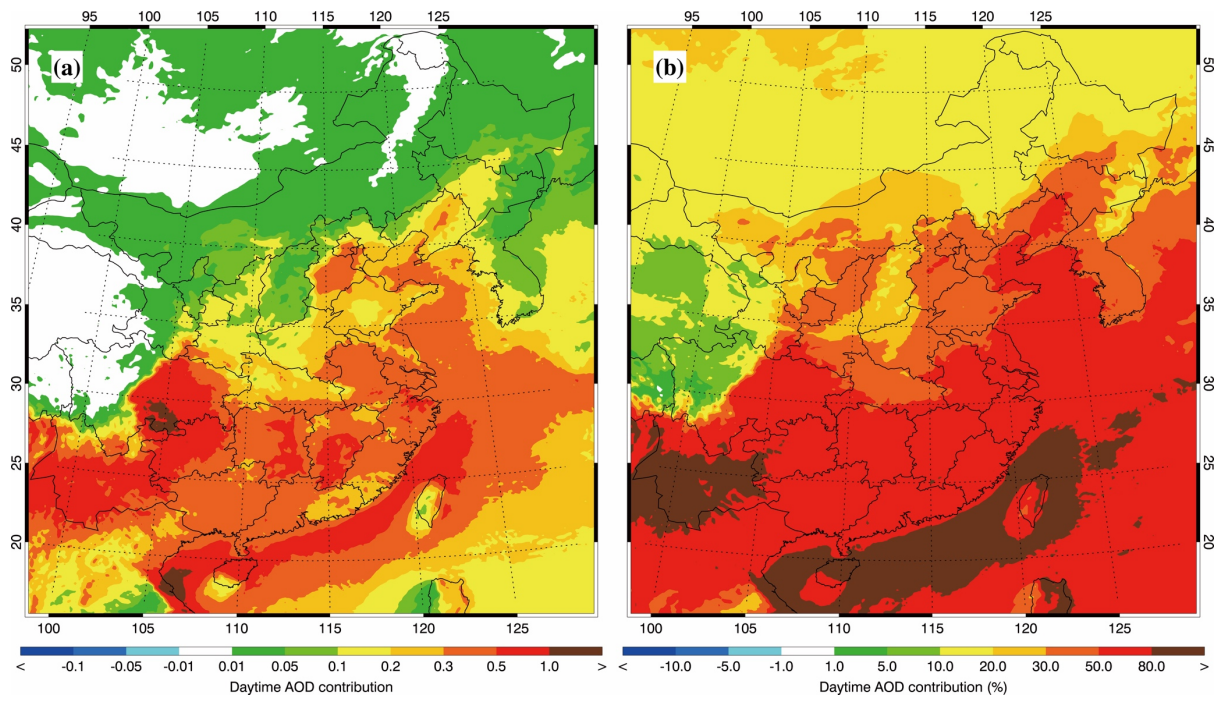 95 100 105 110 115 120 125
95 100 105 110 115 120 125
(a)
(b)
50 50
45 45
40 40
35 35
30 30
25 25
20 20
100 105 110 115 120 125
100 105 110 115 120 125
< -0.1 -0.05 -0.01 0.01 0.05 0.1 0.2 0.3 0.5 1.0 >
Daytime AOD contribution
< -10.0 -5.0 -1.0 1.0 5.0 10.0 20.0 30.0 50.0 80.0 >
Daytime AOD contribution (%)